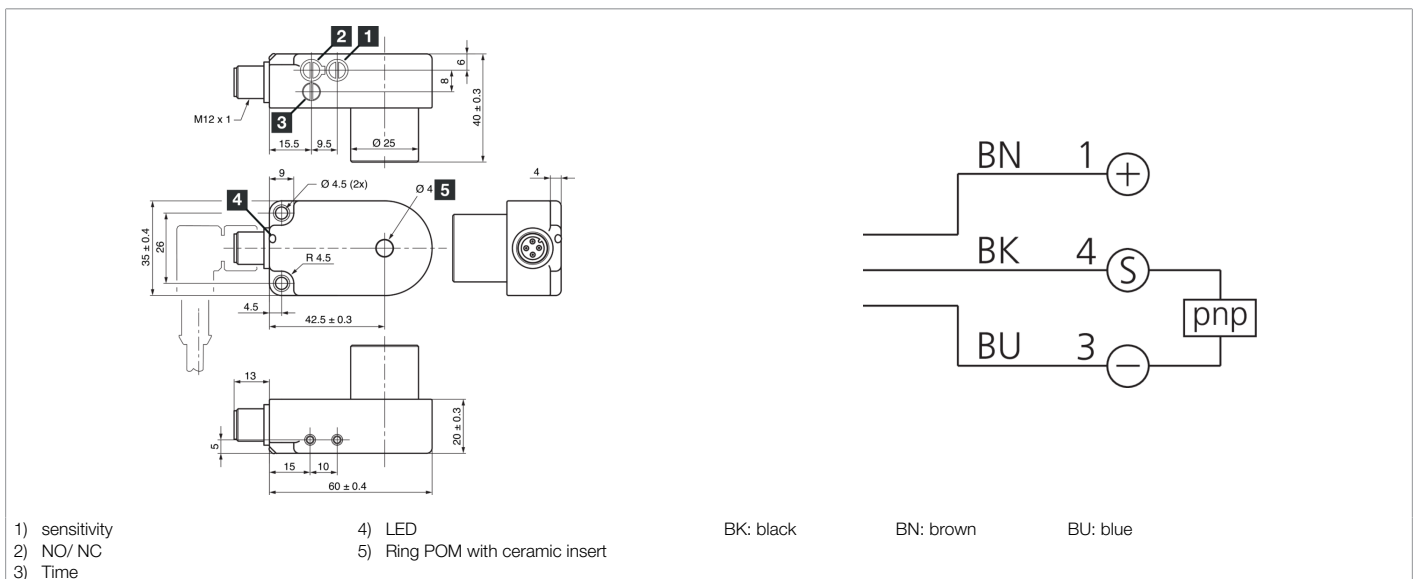 2 1
6
8
40 ± 0.3
M12 x 1
3
15.5 9.5 Ø 25
9
Ø 4.5 (2x)
Ø 4 5
4
4
35 ± 0.4
26
R 4.5
4.5
42.5 ± 0.3
13
5
20 ± 0.3
15 10
60 ± 0.4
BN 1 +
BK 4 S
pnp
BU 3 −
1) sensitivity
2) NO/ NC
3) Time
4) LED
5) Ring POM with ceramic insert
BK: black BN: brown BU: blue